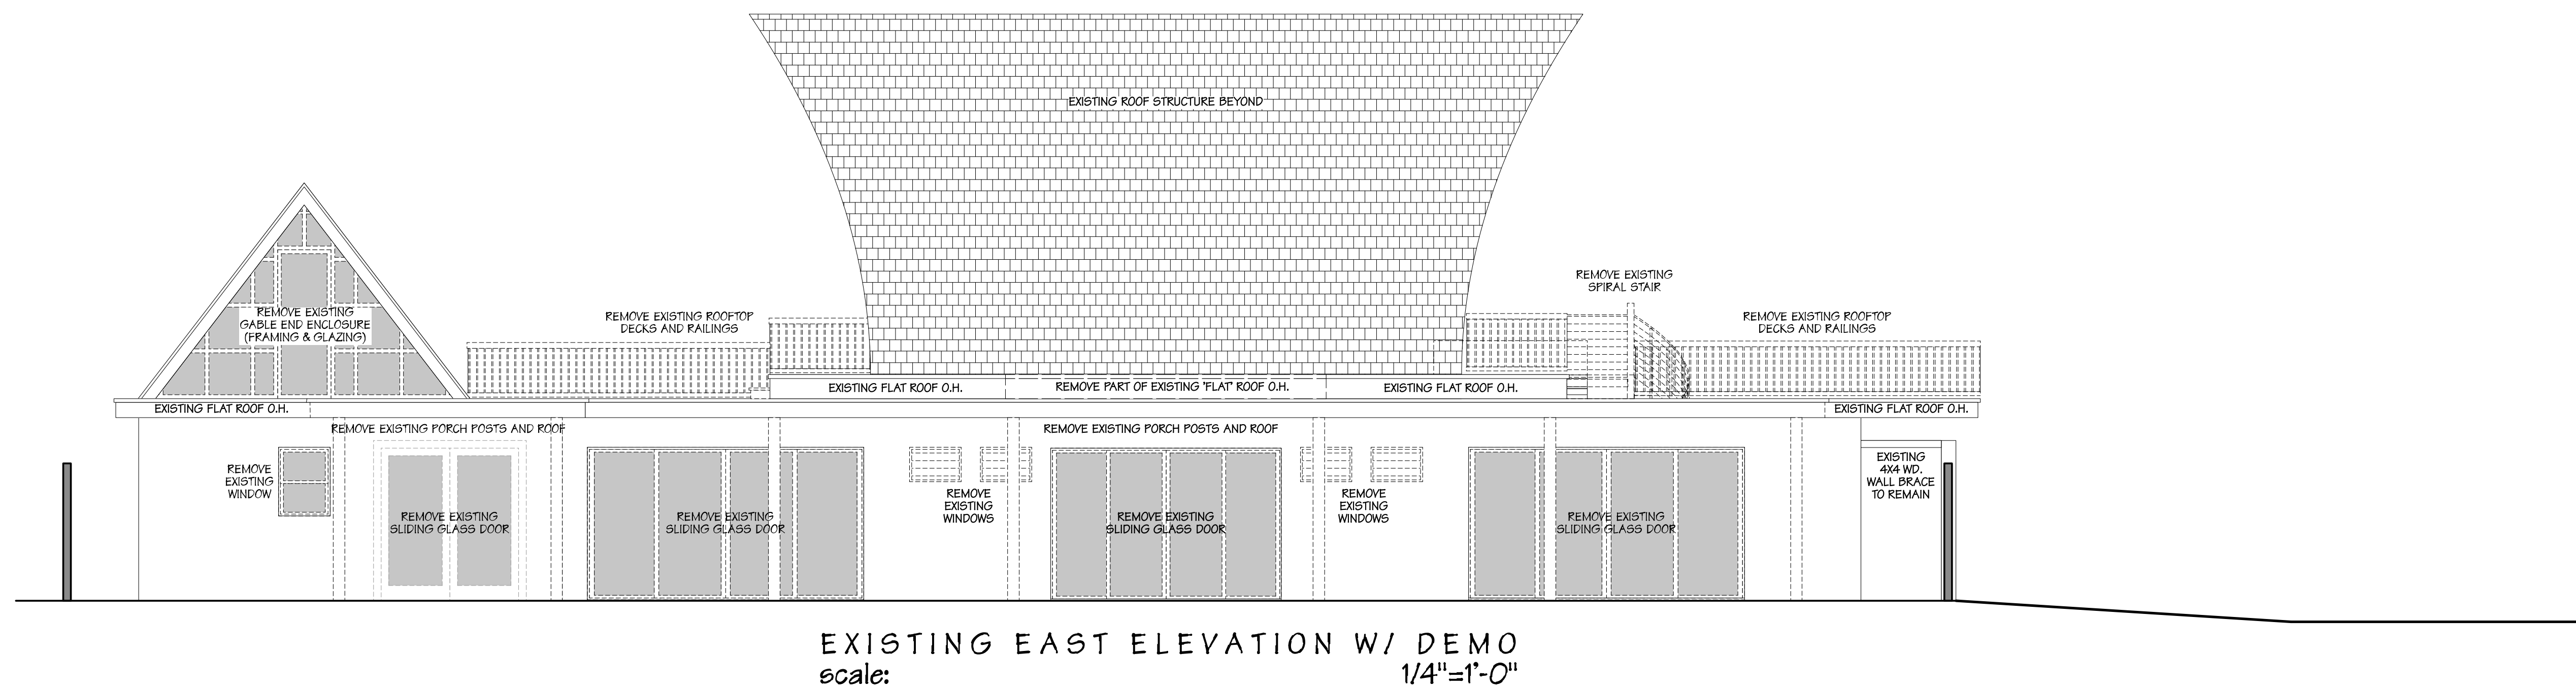 EXISTING ROOF STRUCTURE BEYOND
REMOVE EXISTING
SPIRAL STAIR
REMOVE EXISTING
GABLE END ENCLOSURE
(FRAMING & GLAZING)
REMOVE EXISTING ROOFTOP
DECKS AND RAILINGS
REMOVE EXISTING ROOFTOP
DECKS AND RAILINGS
EXISTING FLAT ROOF O.H.
REMOVE PART OF EXISTING "FLAT" ROOF O.H.
EXISTING FLAT ROOF O.H.
EXISTING FLAT ROOF O.H.
EXISTING FLAT ROOF O.H.
REMOVE EXISTING PORCH POSTS AND ROOF
REMOVE EXISTING PORCH POSTS AND ROOF
REMOVE
EXISTING
WINDOW
REMOVE EXISTING
SLIDING GLASS DOOR
REMOVE EXISTING
SLIDING GLASS DOOR
REMOVE
EXISTING
WINDOWS
REMOVE EXISTING
SLIDING GLASS DOOR
REMOVE
EXISTING
WINDOWS
REMOVE EXISTING
SLIDING GLASS DOOR
EXISTING
4X4 WD.
WALL BRACE
TO REMAIN
EXISTING EAST ELEVATION W/ DEMO
scale: 1/4"=1'-0"